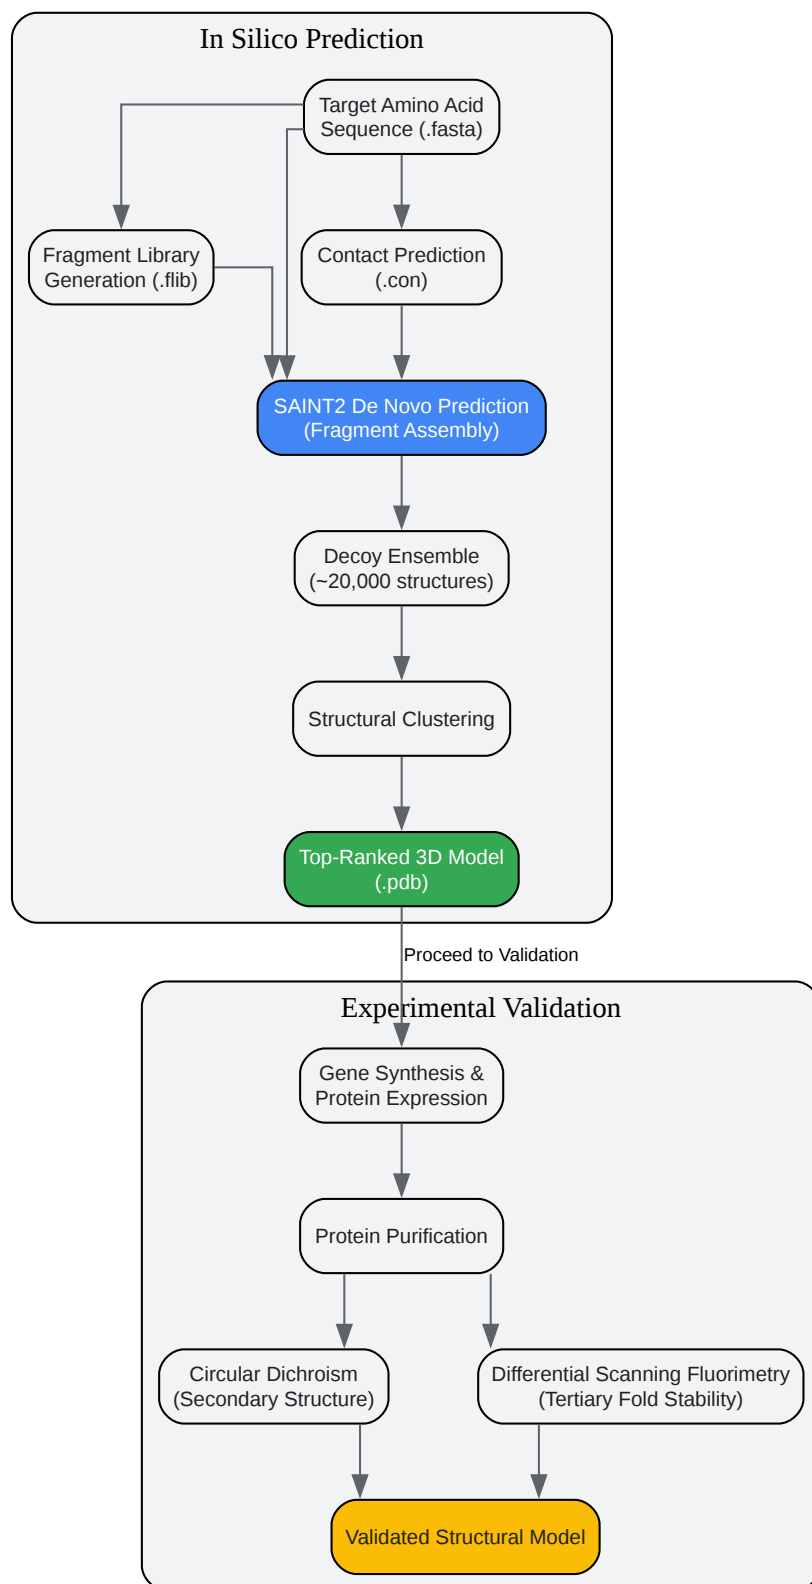 In Silico Prediction
Target Amino Acid
Sequence (.fasta)
Fragment Library
Generation (.flib)
Contact Prediction
(.con)
SAINT2 De Novo Prediction
(Fragment Assembly)
Decoy Ensemble
(~20,000 structures)
Structural Clustering
Top-Ranked 3D Model
(.pdb)
Proceed to Validation
Experimental Validation
Gene Synthesis &
Protein Expression
Protein Purification
Circular Dichroism
(Secondary Structure)
Differential Scanning Fluorimetry
(Tertiary Fold Stability)
Validated Structural Model